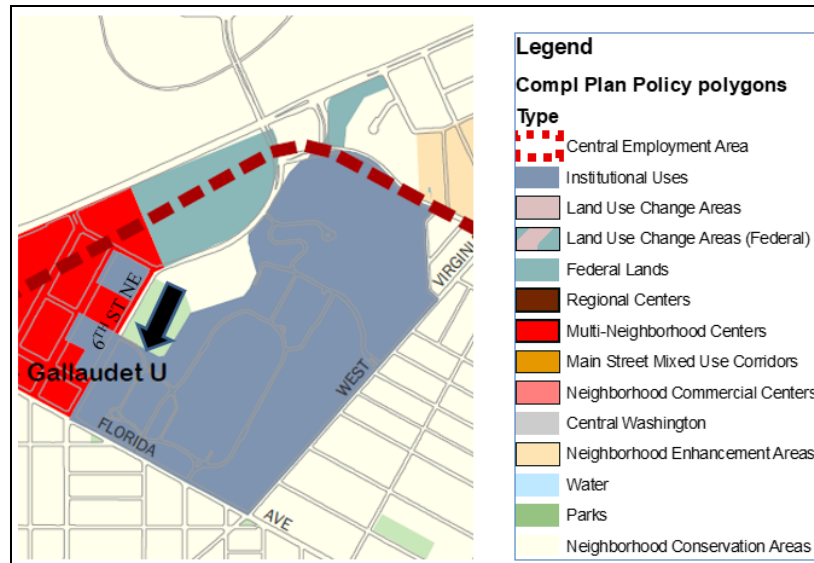 6TH ST NE
Gallaudet U
FLORIDA
AVE
WEST
VIRGINI
Legend
Compl Plan Policy polygons
Type
Central Employment Area
Institutional Uses
Land Use Change Areas
Land Use Change Areas (Federal)
Federal Lands
Regional Centers
Multi-Neighborhood Centers
Main Street Mixed Use Corridors
Neighborhood Commercial Centers
Central Washington
Neighborhood Enhancement Areas
Water
Parks
Neighborhood Conservation Areas